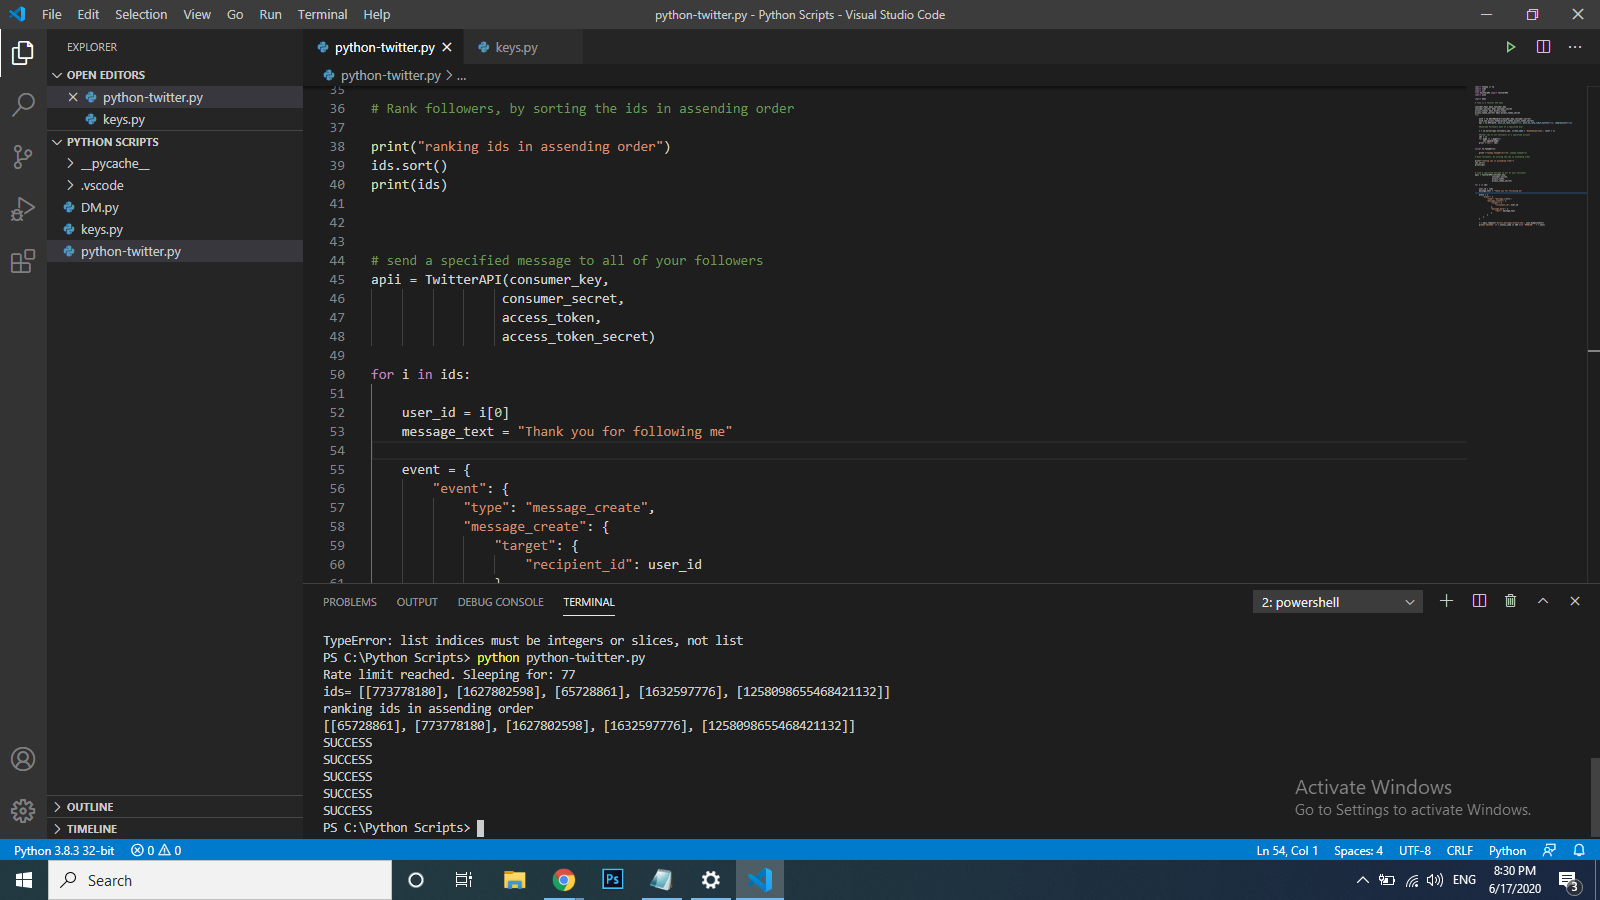 File Edit Selection View Go Run Terminal Help
python-twitter.py - Python Scripts - Visual Studio Code
EXPLORER
OPEN EDITORS
python-twitter.py
keys.py
PYTHON SCRIPTS
__pycache__
.vscode
DM.py
keys.py
python-twitter.py
OUTLINE
TIMELINE
python-twitter.py keys.py
python-twitter.py > ...
35
36 # Rank followers, by sorting the ids in assending order
37
38 print("ranking ids in assending order")
39 ids.sort()
40 print(ids)
41
42
43
44 # send a specified message to all of your followers
45 apii = TwitterAPI(consumer_key,
46 consumer_secret,
47 access_token,
48 access_token_secret)
49
50 for i in ids:
51
52 user_id = i[0]
53 message_text = "Thank you for following me"
54
55 event = {
56 "event": {
57 "type": "message_create",
58 "message_create": {
59 "target": {
60 "recipient_id": user_id
61 }
PROBLEMS OUTPUT DEBUG CONSOLE TERMINAL
2: powershell
TypeError: list indices must be integers or slices, not list
PS C:\Python Scripts> python python-twitter.py
Rate limit reached. Sleeping for: 77
ids= [[773778180], [1627802598], [65728861], [1632597776], [1258098655468421132]]
ranking ids in assending order
[[65728861], [773778180], [1627802598], [1632597776], [1258098655468421132]]
SUCCESS
SUCCESS
SUCCESS
SUCCESS
SUCCESS
PS C:\Python Scripts>
Activate Windows
Go to Settings to activate Windows.
Python 3.8.3 32-bit 0 0
Ln 54, Col 1 Spaces: 4 UTF-8 CRLF Python
Search
Ps
ENG
8:30 PM
6/17/2020
3